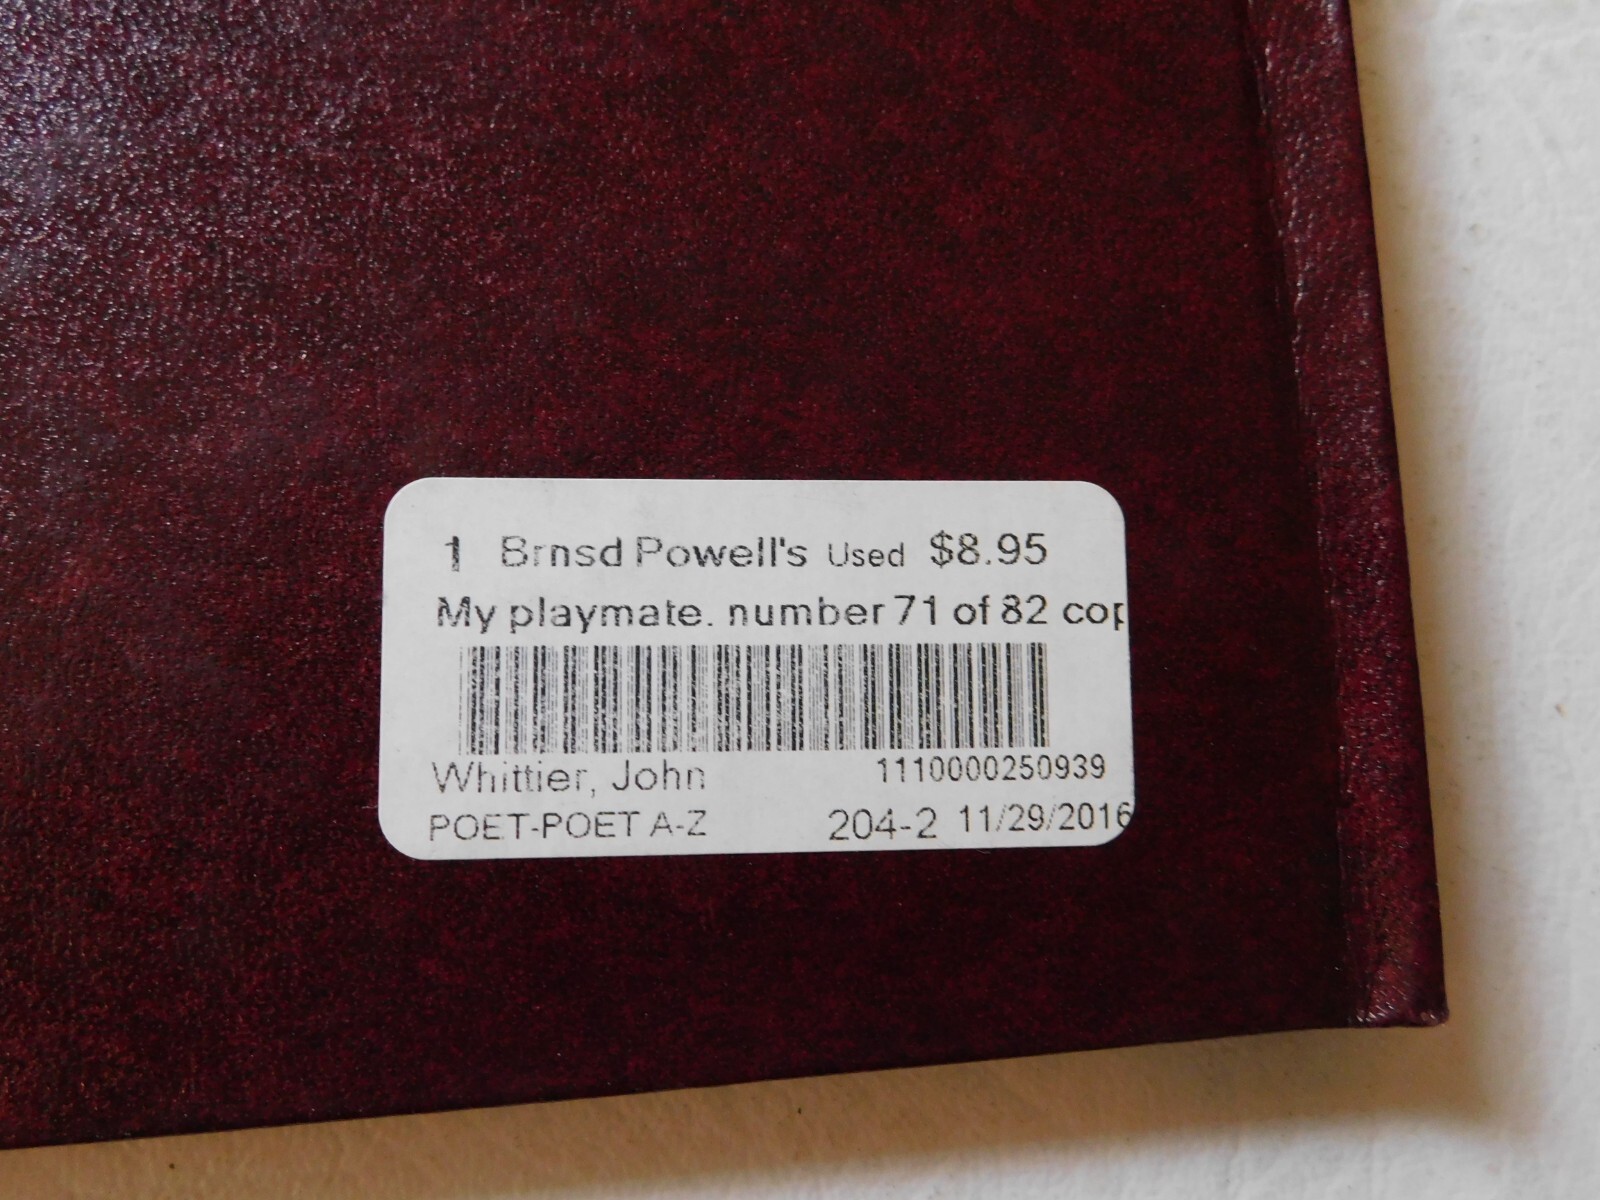 1 Brnsd Powell's Used $8.95
My playmate. number 71 of 82 cop
Whittier, John 1110000250939
POET-POET A-Z 204-2 11/29/2016